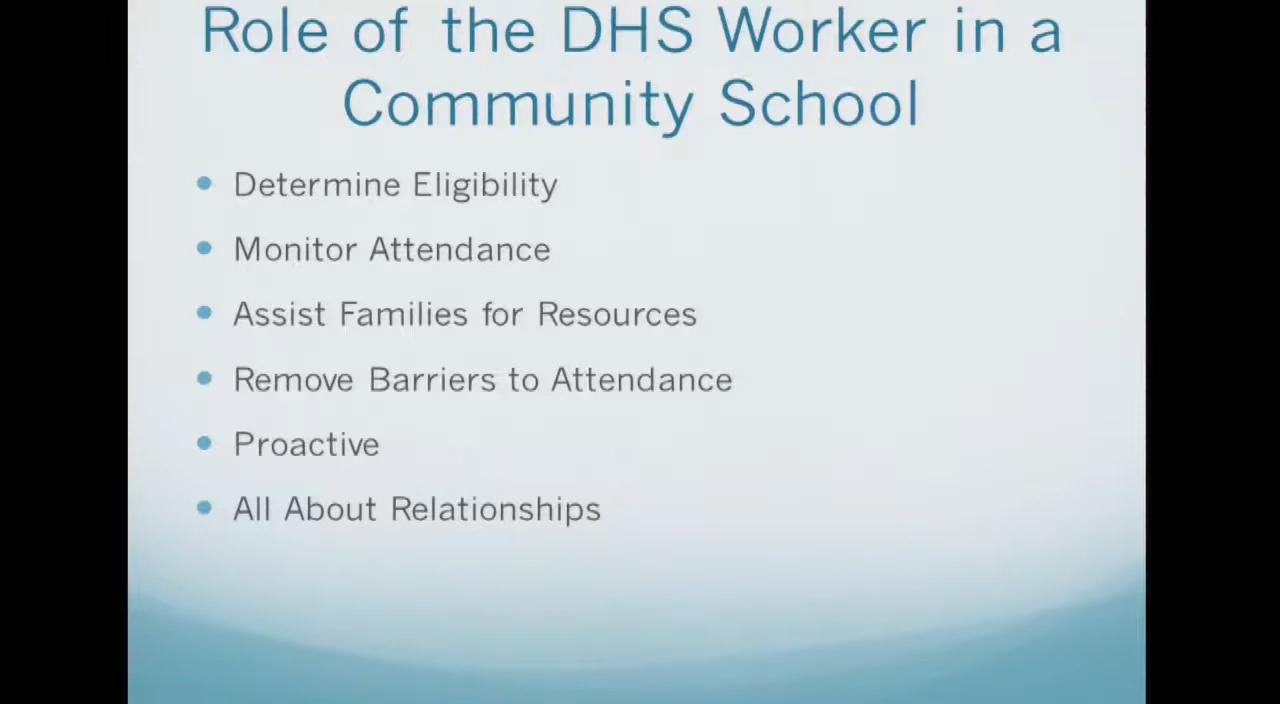 Role of the DHS Worker in a
Community School
• Determine Eligibility
• Monitor Attendance
• Assist Families for Resources
• Remove Barriers to Attendance
• Proactive
• All About Relationships